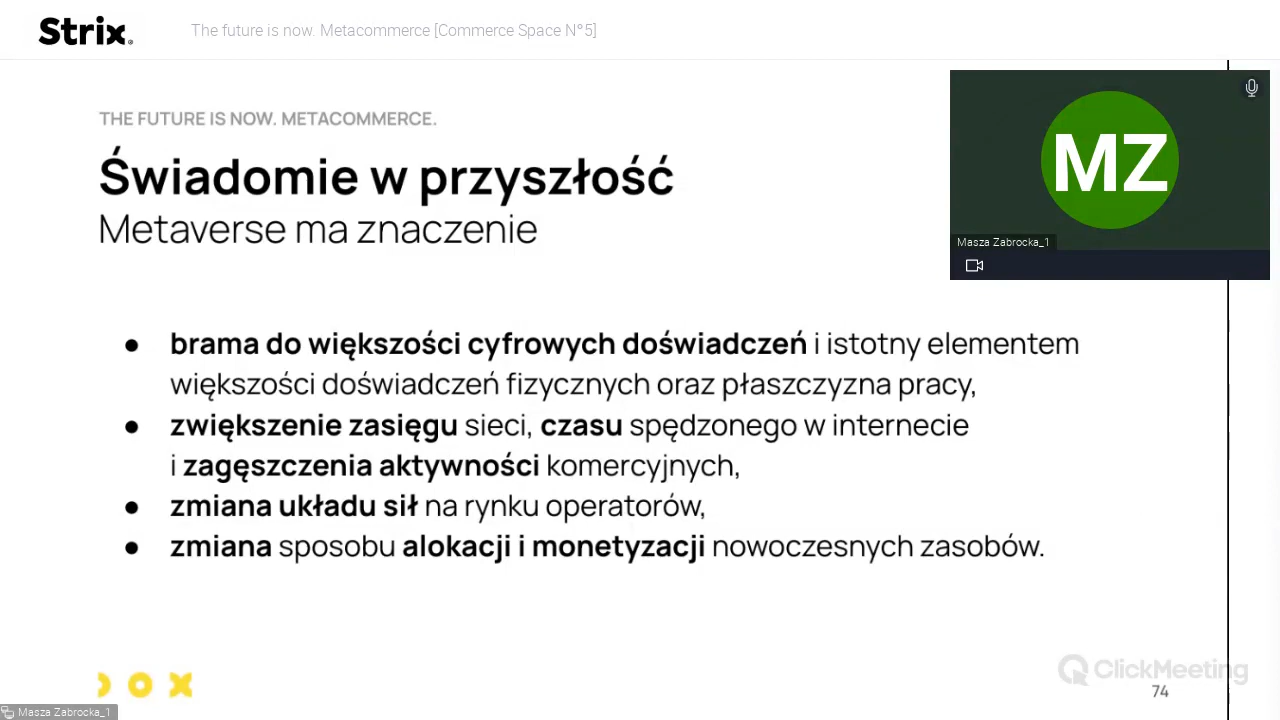 Strix®
The future is now. Metacommerce [Commerce Space N°5]
THE FUTURE IS NOW. METACOMMERCE.
Świadomie w przyszłość
Metaverse ma znaczenie
MZ
Masza Zabrocka_1
● brama do większości cyfrowych doświadczeń i istotny elementem
większości doświadczeń fizycznych oraz płaszczyzna pracy,
● zwiększenie zasięgu sieci, czasu spędzonego w internecie
i zagęszczenia aktywności komercyjnych,
● zmiana układu sił na rynku operatorów,
● zmiana sposobu alokacji i monetyzacji nowoczesnych zasobów.
ClickMeeting
74
Masza Zabrocka_1